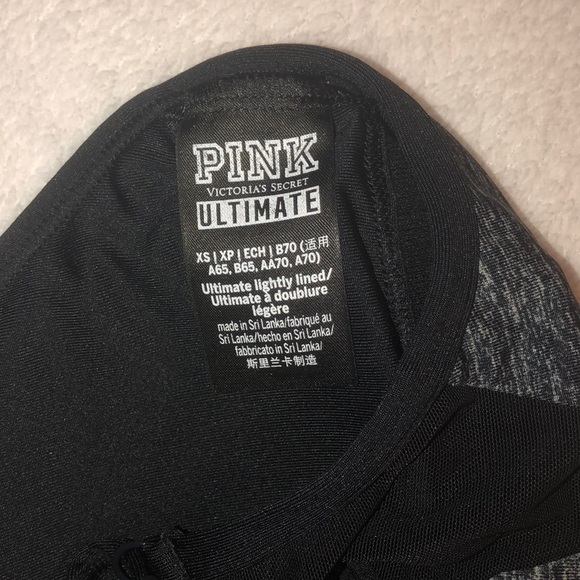 PINK
VICTORIA'S SECRET
ULTIMATE
XS | XP | ECH | B70 (适用
A65, B65, AA70, A70)
Ultimate lightly lined/
Ultimate à doublure
légère
made in Sri Lanka/fabriqué au
Sri Lanka/hecho en Sri Lanka/
fabbricato in Sri Lanka/
斯里兰卡制造